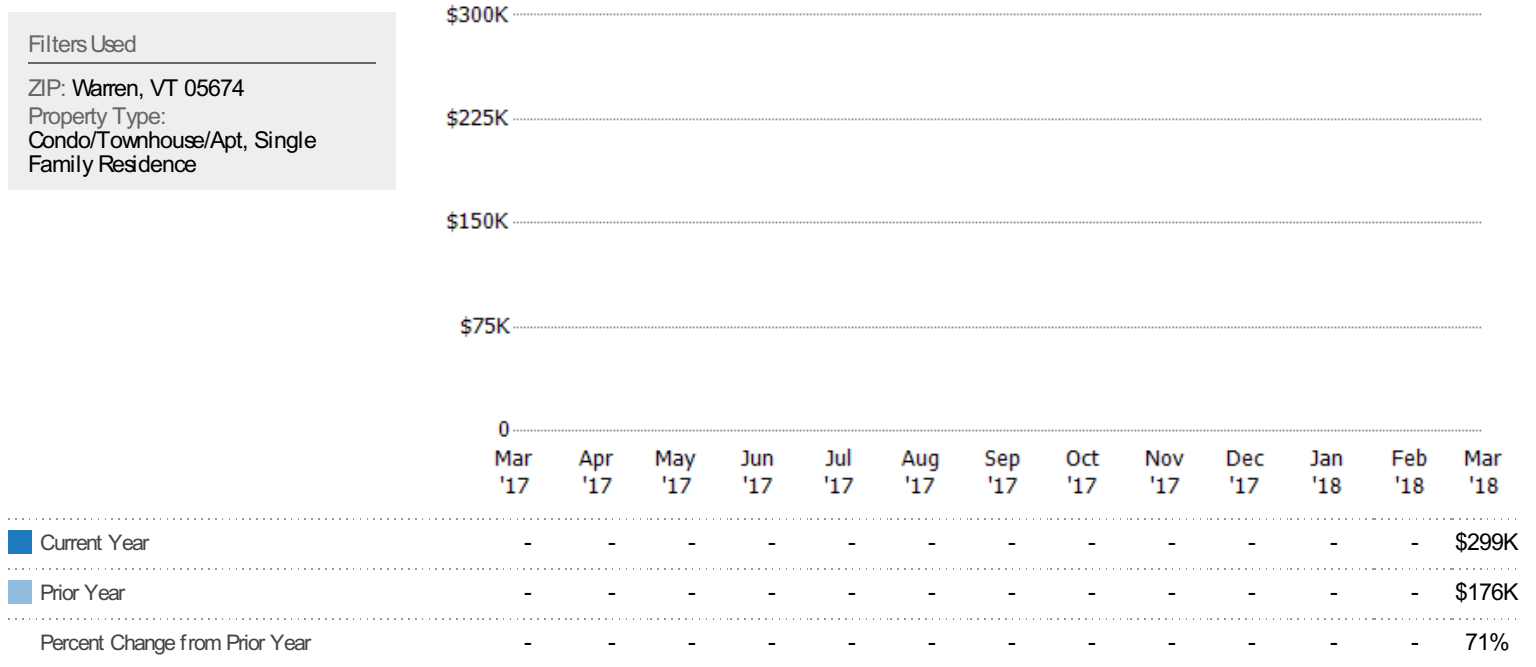 Filters Used
ZIP: Warren, VT 05674
Property Type:
Condo/Townhouse/Apt, Single
Family Residence
$300K
$225K
$150K
$75K
0
Mar Apr May Jun Jul Aug Sep Oct Nov Dec Jan Feb Mar
'17 '17 '17 '17 '17 '17 '17 '17 '17 '17 '18 '18 '18
Current Year - - - - - - - - - - - - $299K
Prior Year - - - - - - - - - - - - $176K
Percent Change from Prior Year - - - - - - - - - - - - 71%